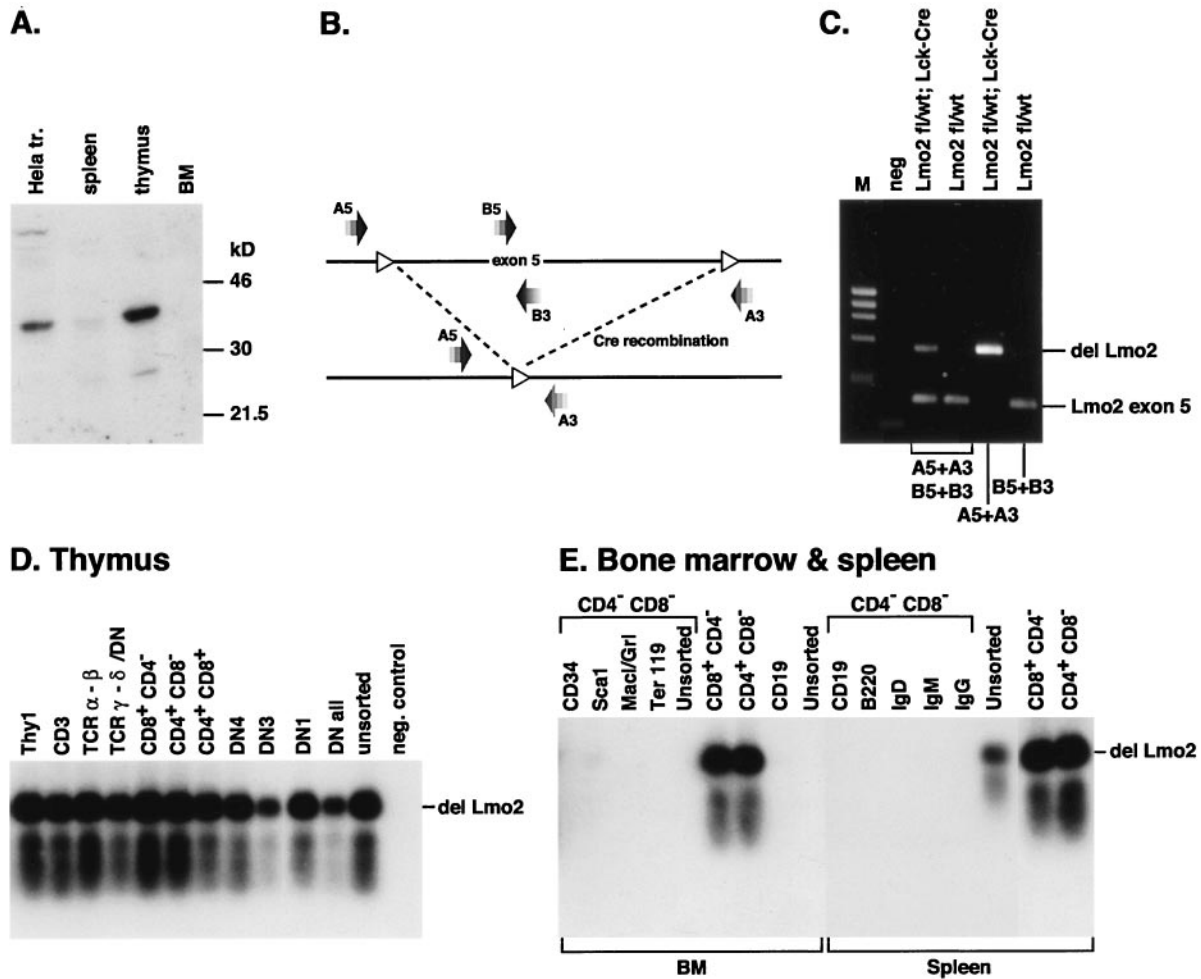 A.
Hela tr.
spleen
thymus
BM
kD
46
30
21.5
B.
A5
B5
exon 5
B3
A3
A5
Cre recombination
A3
C.
M
neg
Lmo2 fl/wt; Lck-Cre
Lmo2 fl/wt
Lmo2 fl/wt; Lck-Cre
Lmo2 fl/wt
del Lmo2
Lmo2 exon 5
A5+A3
B5+B3
A5+A3
B5+B3
D. Thymus
Thy1
CD3
TCR α - β
TCR γ - δ /DN
CD8⁺ CD4⁻
CD4⁺ CD8⁻
CD4⁺ CD8⁺
DN4
DN3
DN1
DN all
unsorted
neg. control
del Lmo2
E. Bone marrow & spleen
CD4⁻ CD8⁻
CD34
Sca1
MacI/GrI
Ter 119
Unsorted
CD8⁺ CD4⁻
CD4⁺ CD8⁻
CD19
Unsorted
CD4⁻ CD8⁻
CD19
B220
IgD
IgM
IgG
Unsorted
CD8⁺ CD4⁻
CD4⁺ CD8⁻
del Lmo2
BM
Spleen